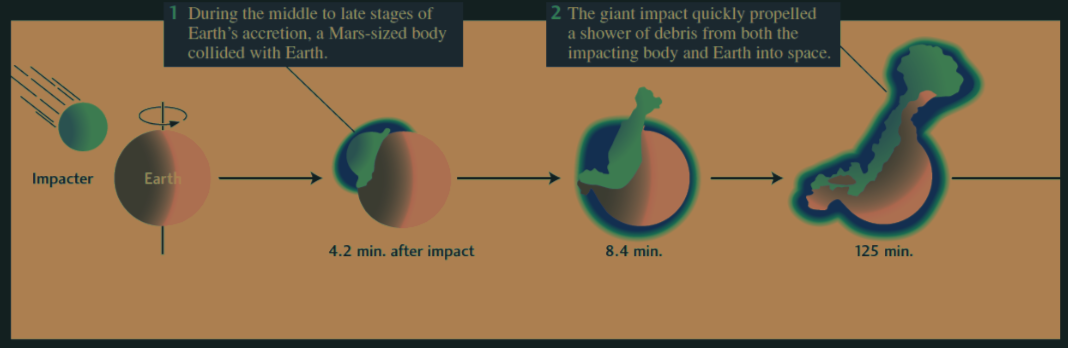 1 During the middle to late stages of
Earth's accretion, a Mars-sized body
collided with Earth.
2 The giant impact quickly propelled
a shower of debris from both the
impacting body and Earth into space.
Impacter
Earth
4.2 min. after impact
8.4 min.
125 min.